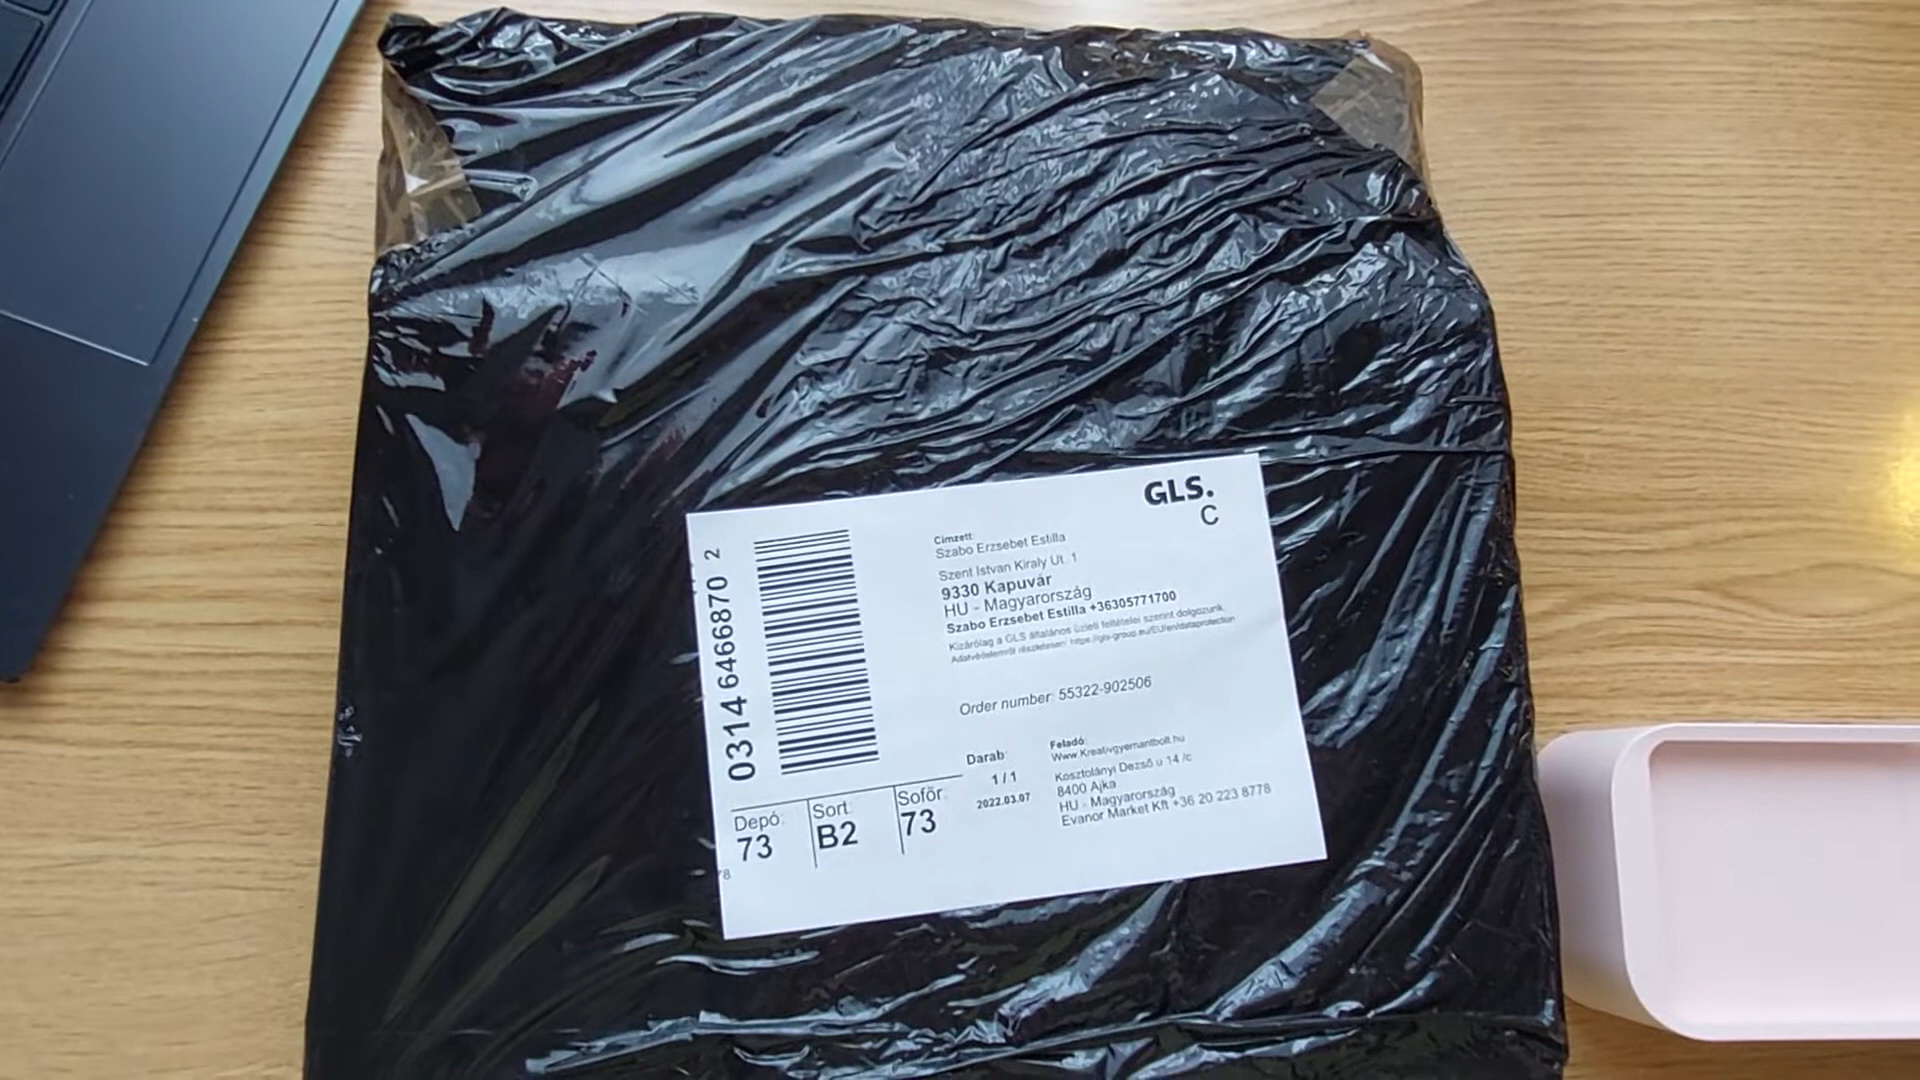 GLS.
C
0314 6466870 2
Címzett:
Szabo Erzsebet Estilla
Szent Istvan Kiraly Ut. 1
9330 Kapuvár
HU - Magyarország
Szabo Erzsebet Estilla +36305771700
Kizárólag a GLS általános üzleti feltételei szerint dolgozunk.
Adatvédelemről részletesen: https://gls-group.eu/EU/en/dataprotection
Order number: 55322-902506
Depó:
73
Sort:
B2
Sofőr:
73
Darab:
1 / 1
2022.03.07
Feladó:
Www.Kreativgyemantbolt.hu
Kosztolányi Dezső u 14 /c
8400 Ajka
HU - Magyarország
Evanor Market Kft +36 20 223 8778